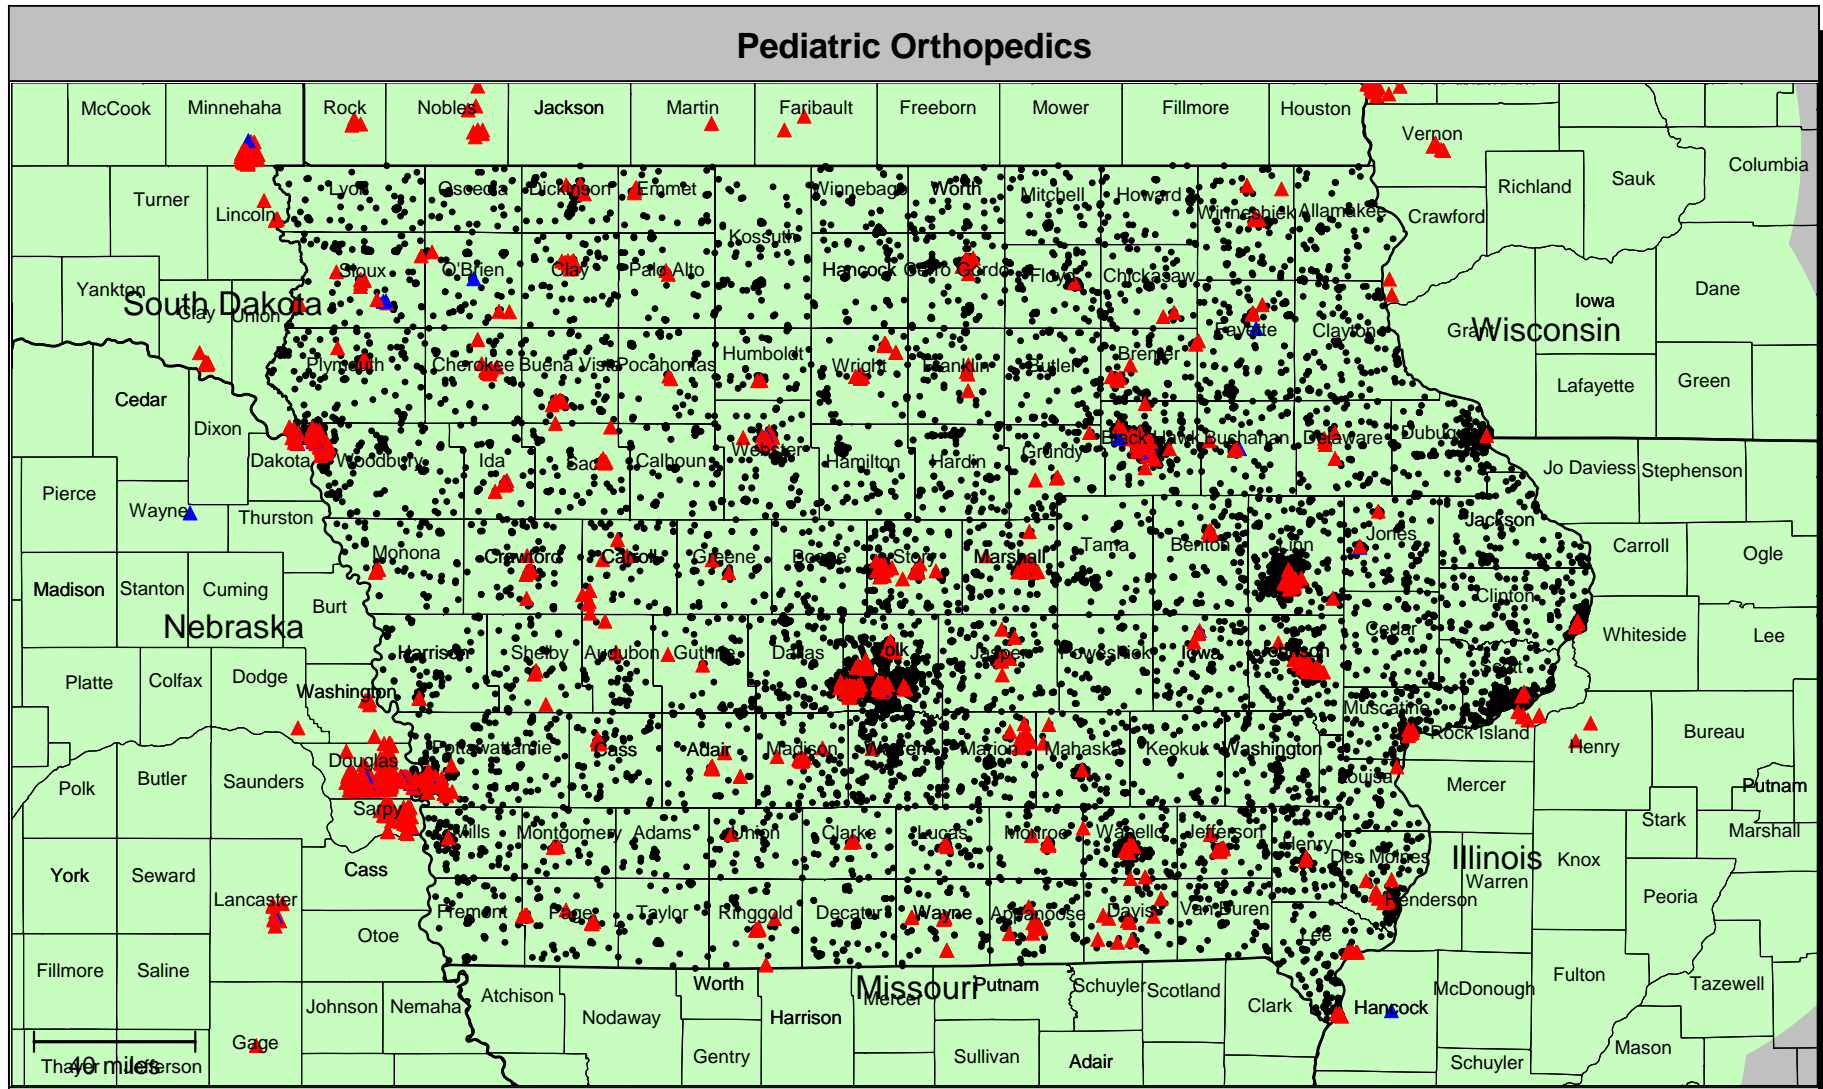 Pediatric Orthopedics
McCook Minnehaha Rock Nobles Jackson Martin Faribault Freeborn Mower Fillmore Houston
Vernon Columbia
Turner Lincoln Lyon Osceola Dickinson Emmet Winnebago Worth Mitchell Howard Winneshiek Allamakee Crawford Richland Sauk
Kossuth
Yankton Clay Union Sioux O'Brien Clay Palo Alto Hancock Cerro Gordo Floyd Chickasaw Fayette Clayton Grant Iowa Dane
South Dakota Wisconsin
Plymouth Cherokee Buena Vista Pocahontas Humboldt Wright Franklin Butler Bremer Lafayette Green
Cedar Dixon
Dakota Woodbury Ida Sac Calhoun Webster Hamilton Hardin Grundy Black Hawk Buchanan Delaware Dubuque Jo Daviess Stephenson
Pierce Wayne Thurston
Monona Crawford Carroll Greene Boone Story Marshall Tama Benton Linn Jones Jackson Carroll Ogle
Madison Stanton Cuming Burt Clinton
Nebraska
Harrison Shelby Audubon Guthrie Dallas Polk Jasper Poweshiek Iowa Johnson Cedar Scott Whiteside Lee
Platte Colfax Dodge Washington Muscatine
Pottawattamie Cass Adair Madison Warren Marion Mahaska Keokuk Washington Louisa Rock Island Henry Bureau
Polk Butler Saunders Douglas Sarpy Mercer Putnam
Mills Montgomery Adams Union Clarke Lucas Monroe Wapello Jefferson Henry Des Moines Stark Marshall
Illinois
York Seward Cass Knox Warren
Lancaster Fremont Page Taylor Ringgold Decatur Wayne Appanoose Davis Van Buren Lee Henderson Peoria
Otoe
Fillmore Saline Fulton
Missouri
Johnson Nemaha Atchison Nodaway Worth Harrison Mercer Putnam Schuyler Scotland Clark Hancock McDonough Tazewell
Gage Gentry Sullivan Adair Schuyler Mason
Thayer Jefferson
40 miles